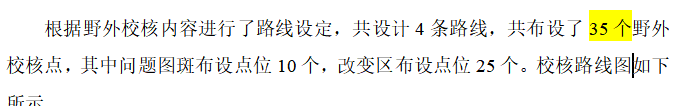 根据野外校核内容进行了路线设定，共设计 4 条路线，共布设了 35 个野外
校核点，其中问题图斑布设点位 10 个，改变区布设点位 25 个。校核路线图如下
所示